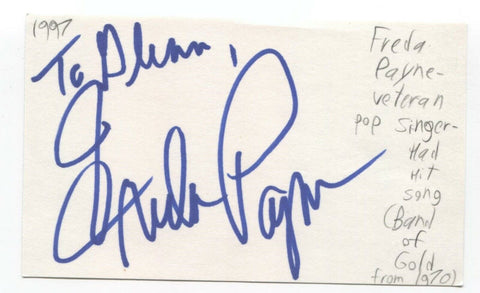 1997
To Glenn,
Freda Payne
Freda
Payne-
veteran
pop singer-
Had
Hit
song
(Band
of
Gold
from 1970)